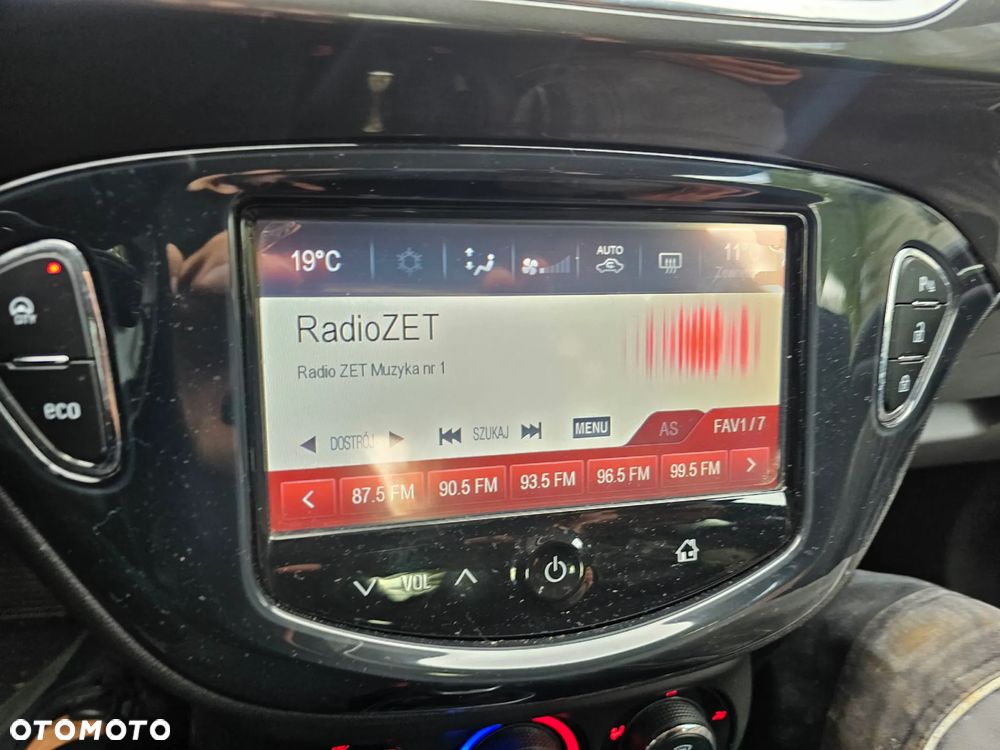 19°C
AUTO
RadioZET
Radio ZET Muzyka nr 1
DOSTRÓJ
SZUKAJ
MENU
AS
FAV1/7
87.5 FM
90.5 FM
93.5 FM
96.5 FM
99.5 FM
VOL
CITY
eco
OTOMOTO